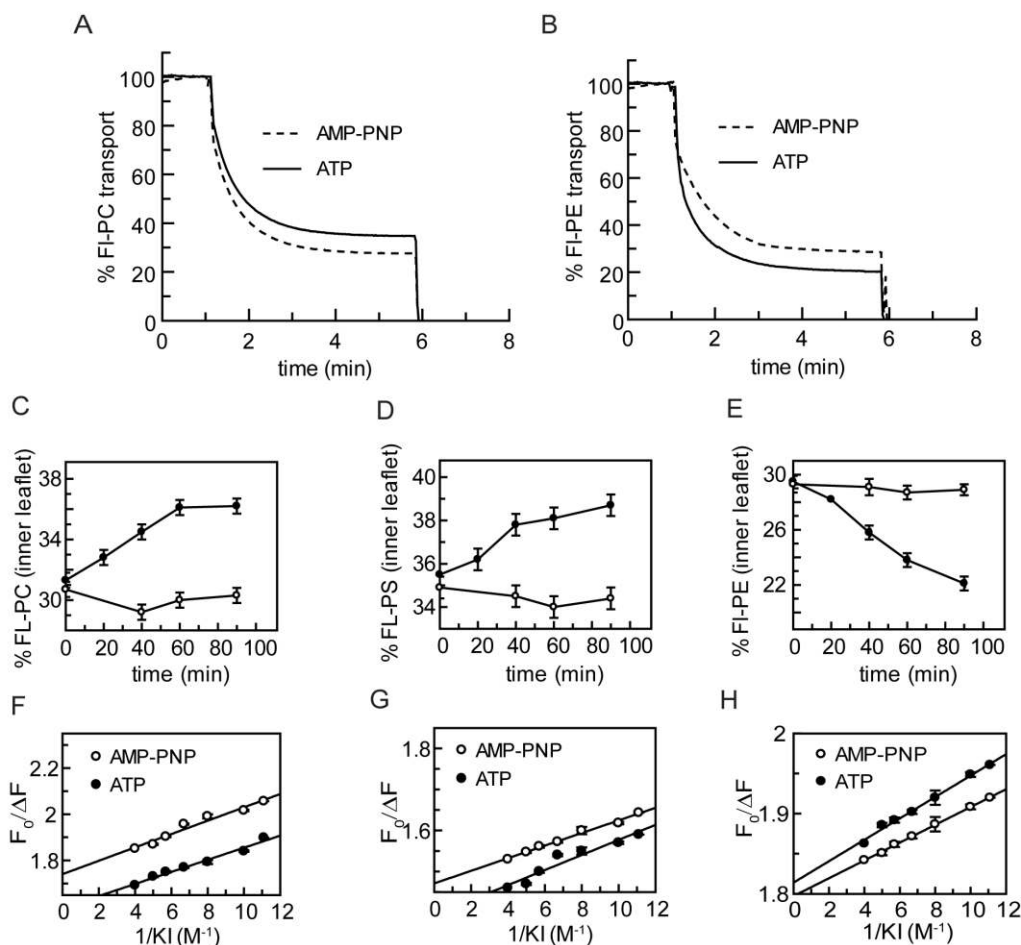 A
% Fl-PC transport
100
80
60
40
20
0
AMP-PNP
ATP
0 2 4 6 8
time (min)
B
% Fl-PE transport
100
80
60
40
20
0
AMP-PNP
ATP
0 2 4 6 8
time (min)
C
% FL-PC (inner leaflet)
36
33
30
0 20 40 60 80 100
time (min)
D
% FL-PS (inner leaflet)
40
38
36
34
0 20 40 60 80 100
time (min)
E
% Fl-PE (inner leaflet)
30
26
22
0 20 40 60 80 100
time (min)
F
F0/ΔF
2.2
2
1.8
AMP-PNP
ATP
0 2 4 6 8 10 12
1/KI (M⁻¹)
G
F0/ΔF
1.8
1.6
AMP-PNP
ATP
0 2 4 6 8 10 12
1/KI (M⁻¹)
H
F0/ΔF
2
1.9
1.8
AMP-PNP
ATP
0 2 4 6 8 10 12
1/KI (M⁻¹)